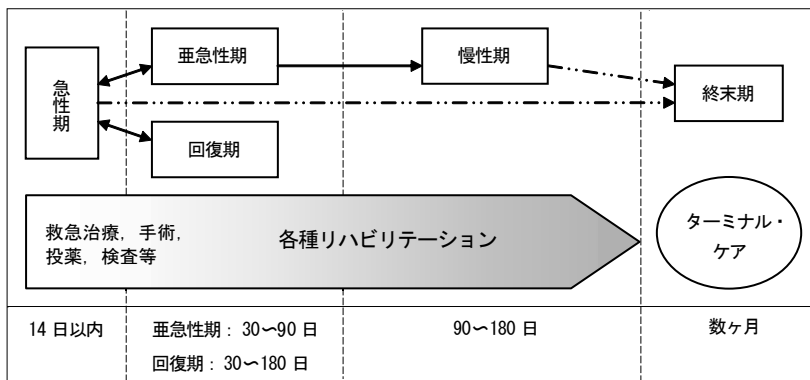 急性期
亜急性期
慢性期
終末期
回復期
救急治療，手術，
投薬，検査等
各種リハビリテーション
ターミナル・
ケア
14 日以内
亜急性期：30～90 日
回復期：30～180 日
90～180 日
数ヶ月